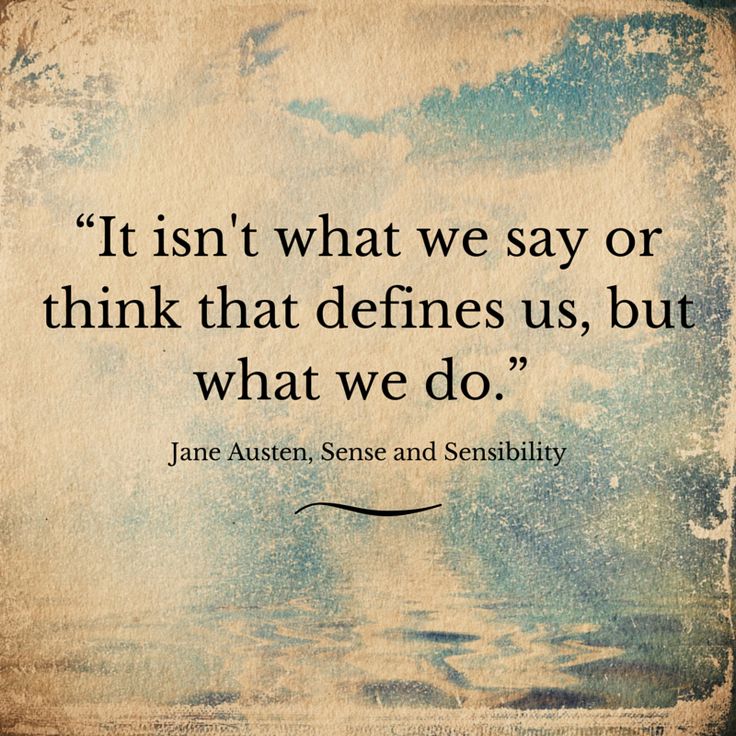 “It isn't what we say or
think that defines us, but
what we do.”
Jane Austen, Sense and Sensibility